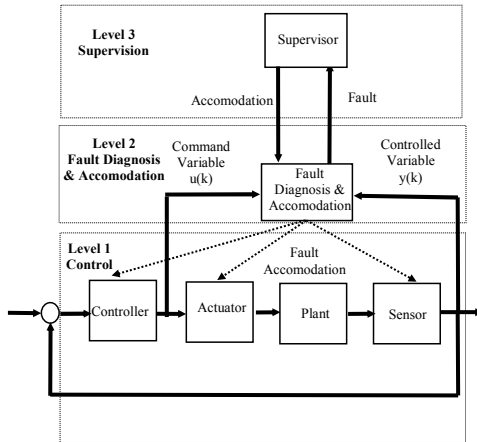 Level 3
Supervision
Supervisor
Accomodation
Fault
Level 2
Fault Diagnosis
& Accomodation
Command
Variable
u(k)
Controlled
Variable
y(k)
Fault
Diagnosis &
Accomodation
Level 1
Control
Fault
Accomodation
Controller
Actuator
Plant
Sensor